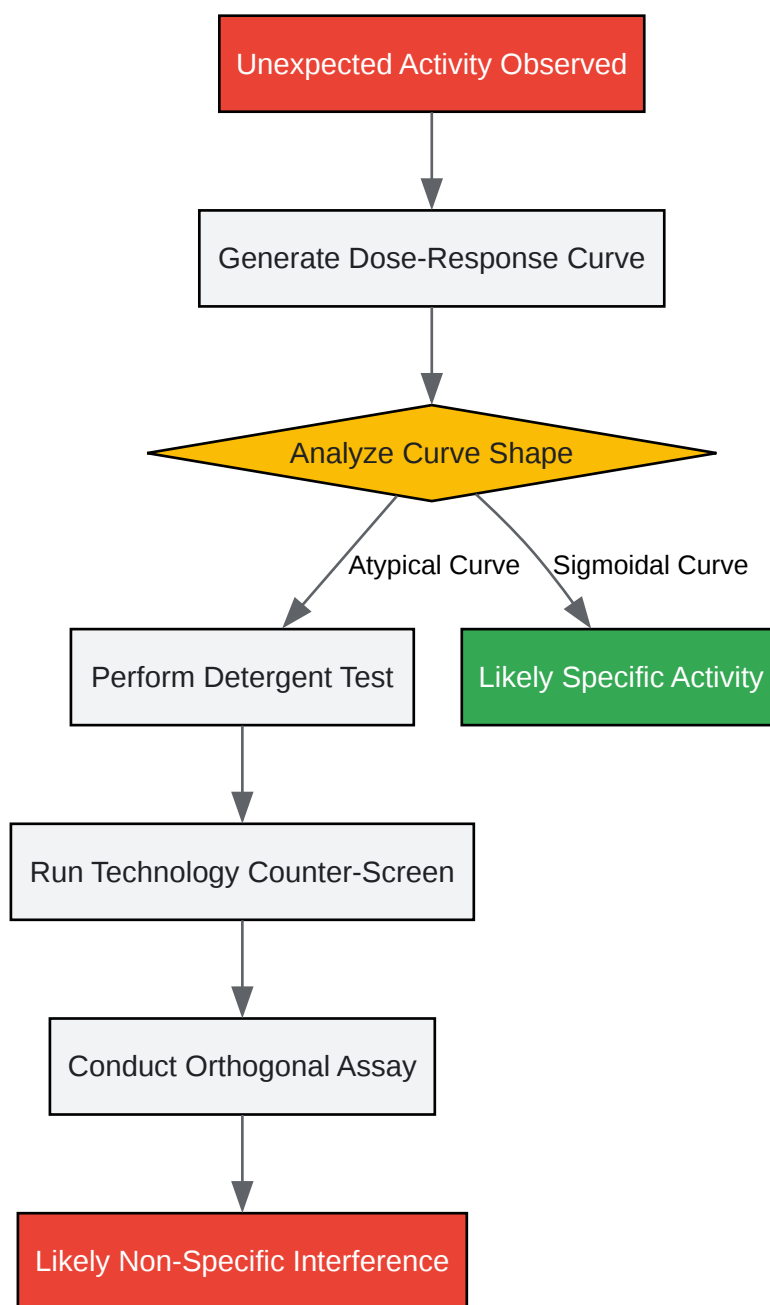 Unexpected Activity Observed
Generate Dose-Response Curve
Analyze Curve Shape
Atypical Curve
Sigmoidal Curve
Perform Detergent Test
Likely Specific Activity
Run Technology Counter-Screen
Conduct Orthogonal Assay
Likely Non-Specific Interference